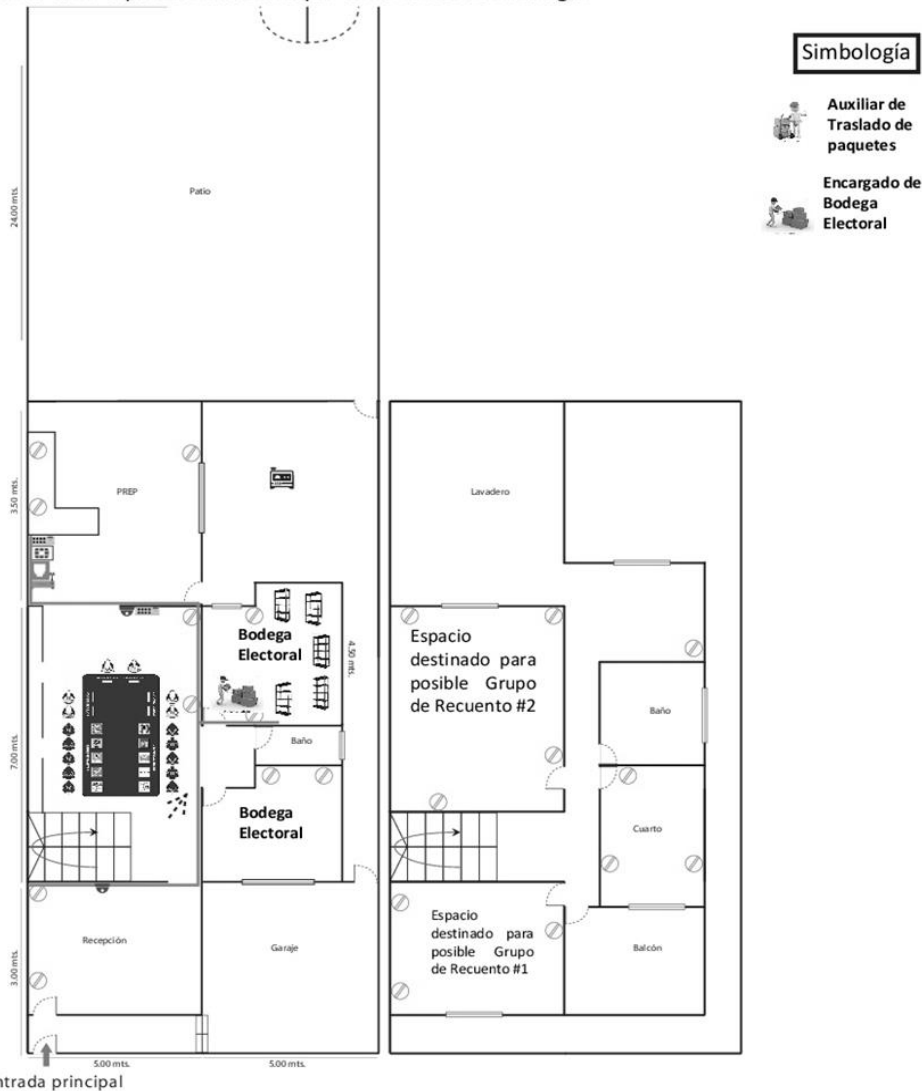 Simbología
Auxiliar de
Traslado de
paquetes
Encargado de
Bodega
Electoral
Patio
24.00 mts.
PREP
3.50 mts.
Lavadero
Bodega
Electoral
4.50 mts.
Espacio
destinado para
posible Grupo
de Recuento #2
7.00 mts.
Baño
Baño
Bodega
Electoral
Cuarto
Recepción
Garaje
3.00 mts.
Espacio
destinado para
posible Grupo
de Recuento #1
Balcón
5.00 mts.
5.00 mts.
ntrada principal